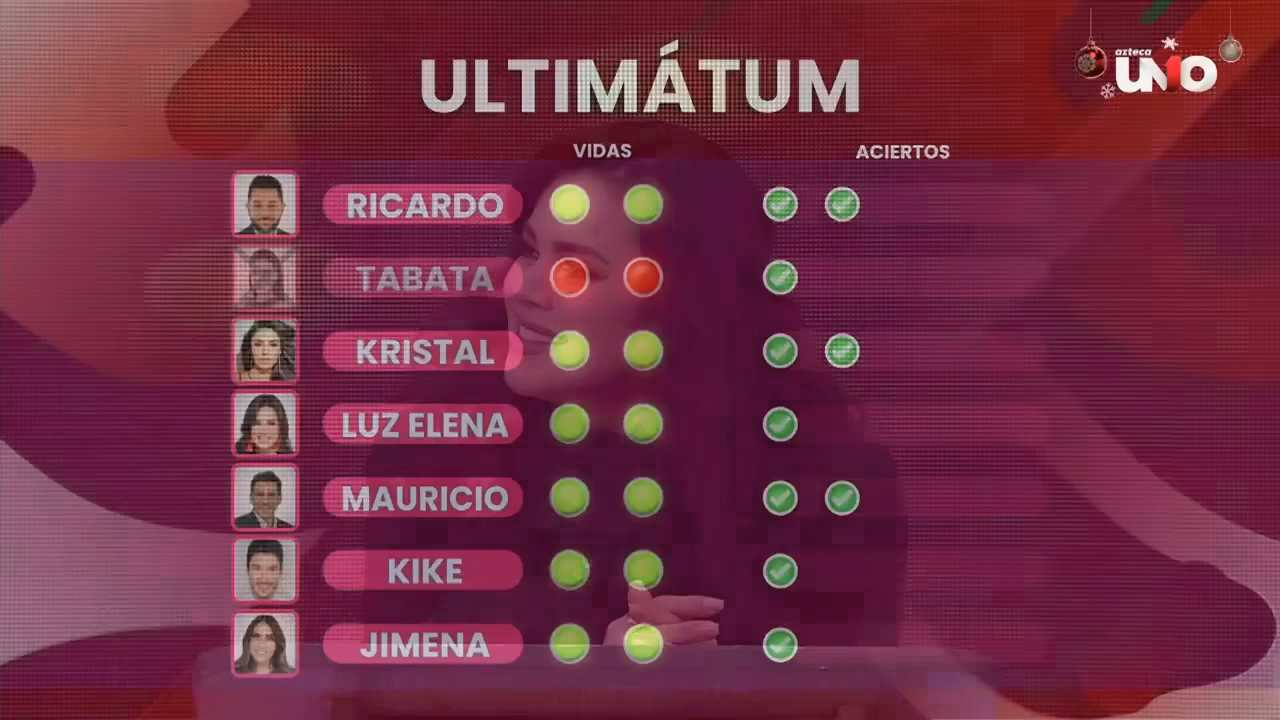 azteca
UNO
ULTIMÁTUM
VIDAS
ACIERTOS
RICARDO
TABATA
KRISTAL
LUZ ELENA
MAURICIO
KIKE
JIMENA